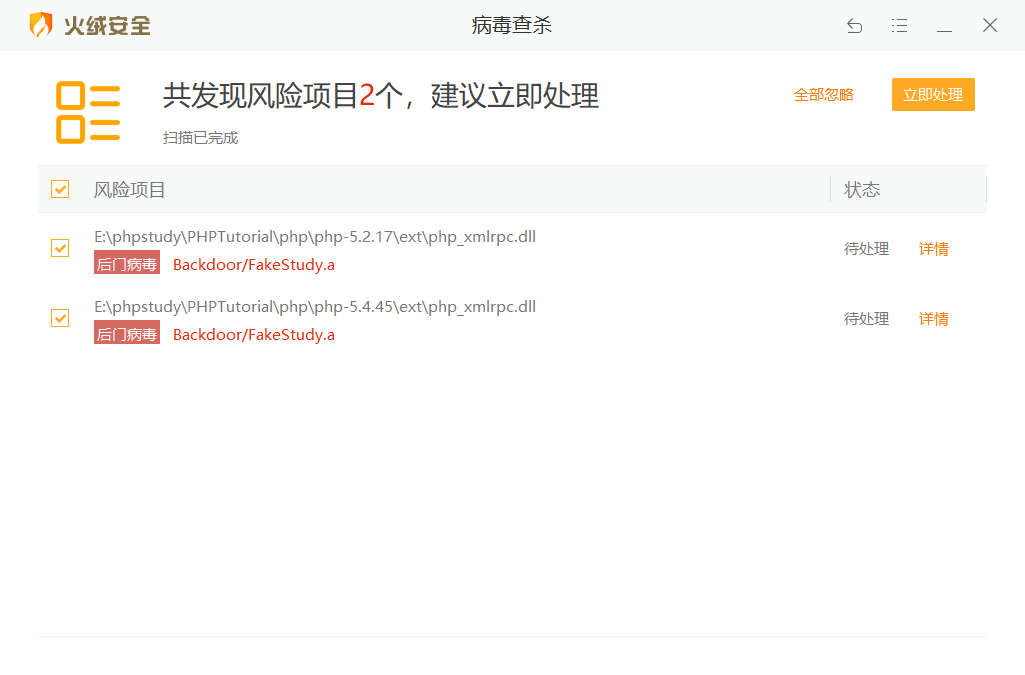 火绒安全
病毒查杀
共发现风险项目2个，建议立即处理
全部忽略
立即处理
扫描已完成
风险项目
状态
E:\phpstudy\PHPTutorial\php\php-5.2.17\ext\php_xmlrpc.dll
后门病毒 Backdoor/FakeStudy.a
待处理 详情
E:\phpstudy\PHPTutorial\php\php-5.4.45\ext\php_xmlrpc.dll
后门病毒 Backdoor/FakeStudy.a
待处理 详情